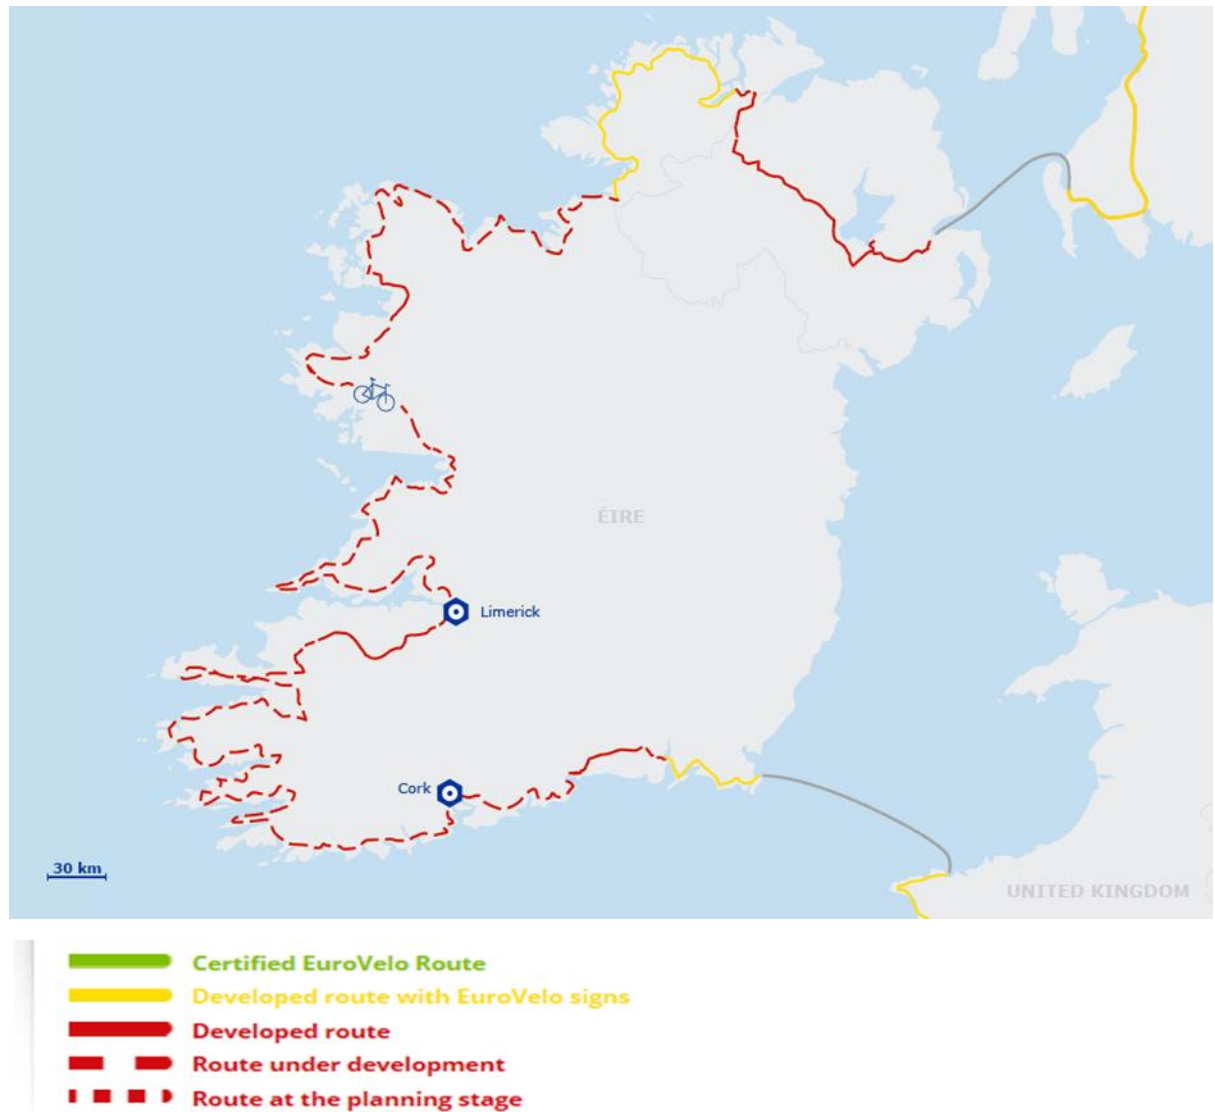 ÉIRE
Limerick
Cork
30 km
UNITED KINGDOM
Certified EuroVelo Route
Developed route with EuroVelo signs
Developed route
Route under development
Route at the planning stage